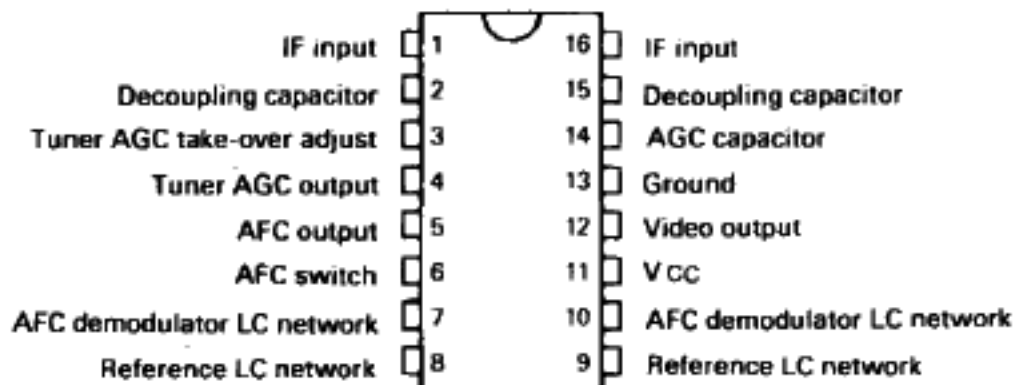 IF input 1 16 IF input
Decoupling capacitor 2 15 Decoupling capacitor
Tuner AGC take-over adjust 3 14 AGC capacitor
Tuner AGC output 4 13 Ground
AFC output 5 12 Video output
AFC switch 6 11 VCC
AFC demodulator LC network 7 10 AFC demodulator LC network
Reference LC network 8 9 Reference LC network